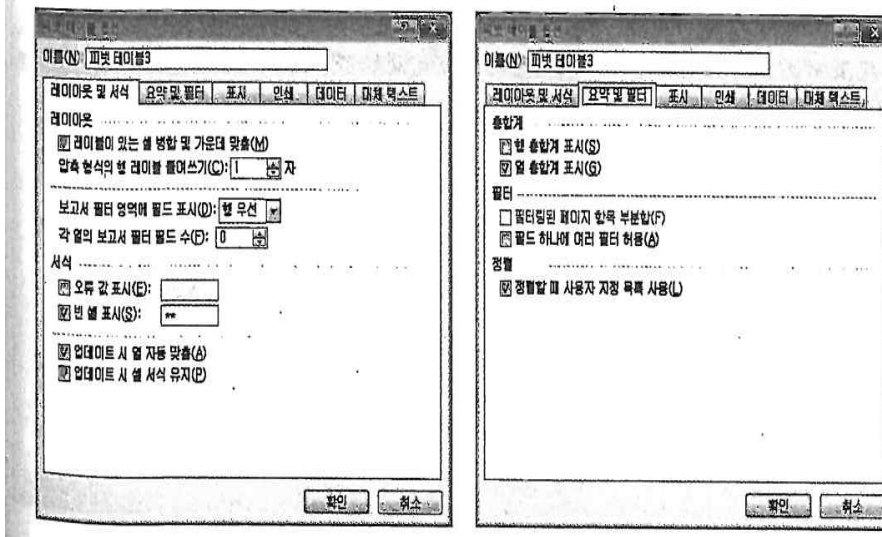 이름(N): 피벗 테이블3
레이아웃 및 서식 요약 및 필터 표시 인쇄 데이터 대체 텍스트
레이아웃
레이블이 있는 셀 병합 및 가운데 맞춤(M)
압축 형식의 행 레이블 들여쓰기(C): 1 자
보고서 필터 영역에 필드 표시(D): 행 우선
각 열의 보고서 필터 필드 수(F): 0
서식
오류 값 표시(E):
빈 셀 표시(S): **
업데이트 시 열 자동 맞춤(A)
업데이트 시 셀 서식 유지(P)
확인 취소
이름(N): 피벗 테이블3
레이아웃 및 서식 요약 및 필터 표시 인쇄 데이터 대체 텍스트
총합계
행 총합계 표시(S)
열 총합계 표시(G)
필터
필터링된 페이지 항목 부분합(F)
필드 하나에 여러 필터 허용(A)
정렬
정렬할 때 사용자 지정 목록 사용(L)
확인 취소